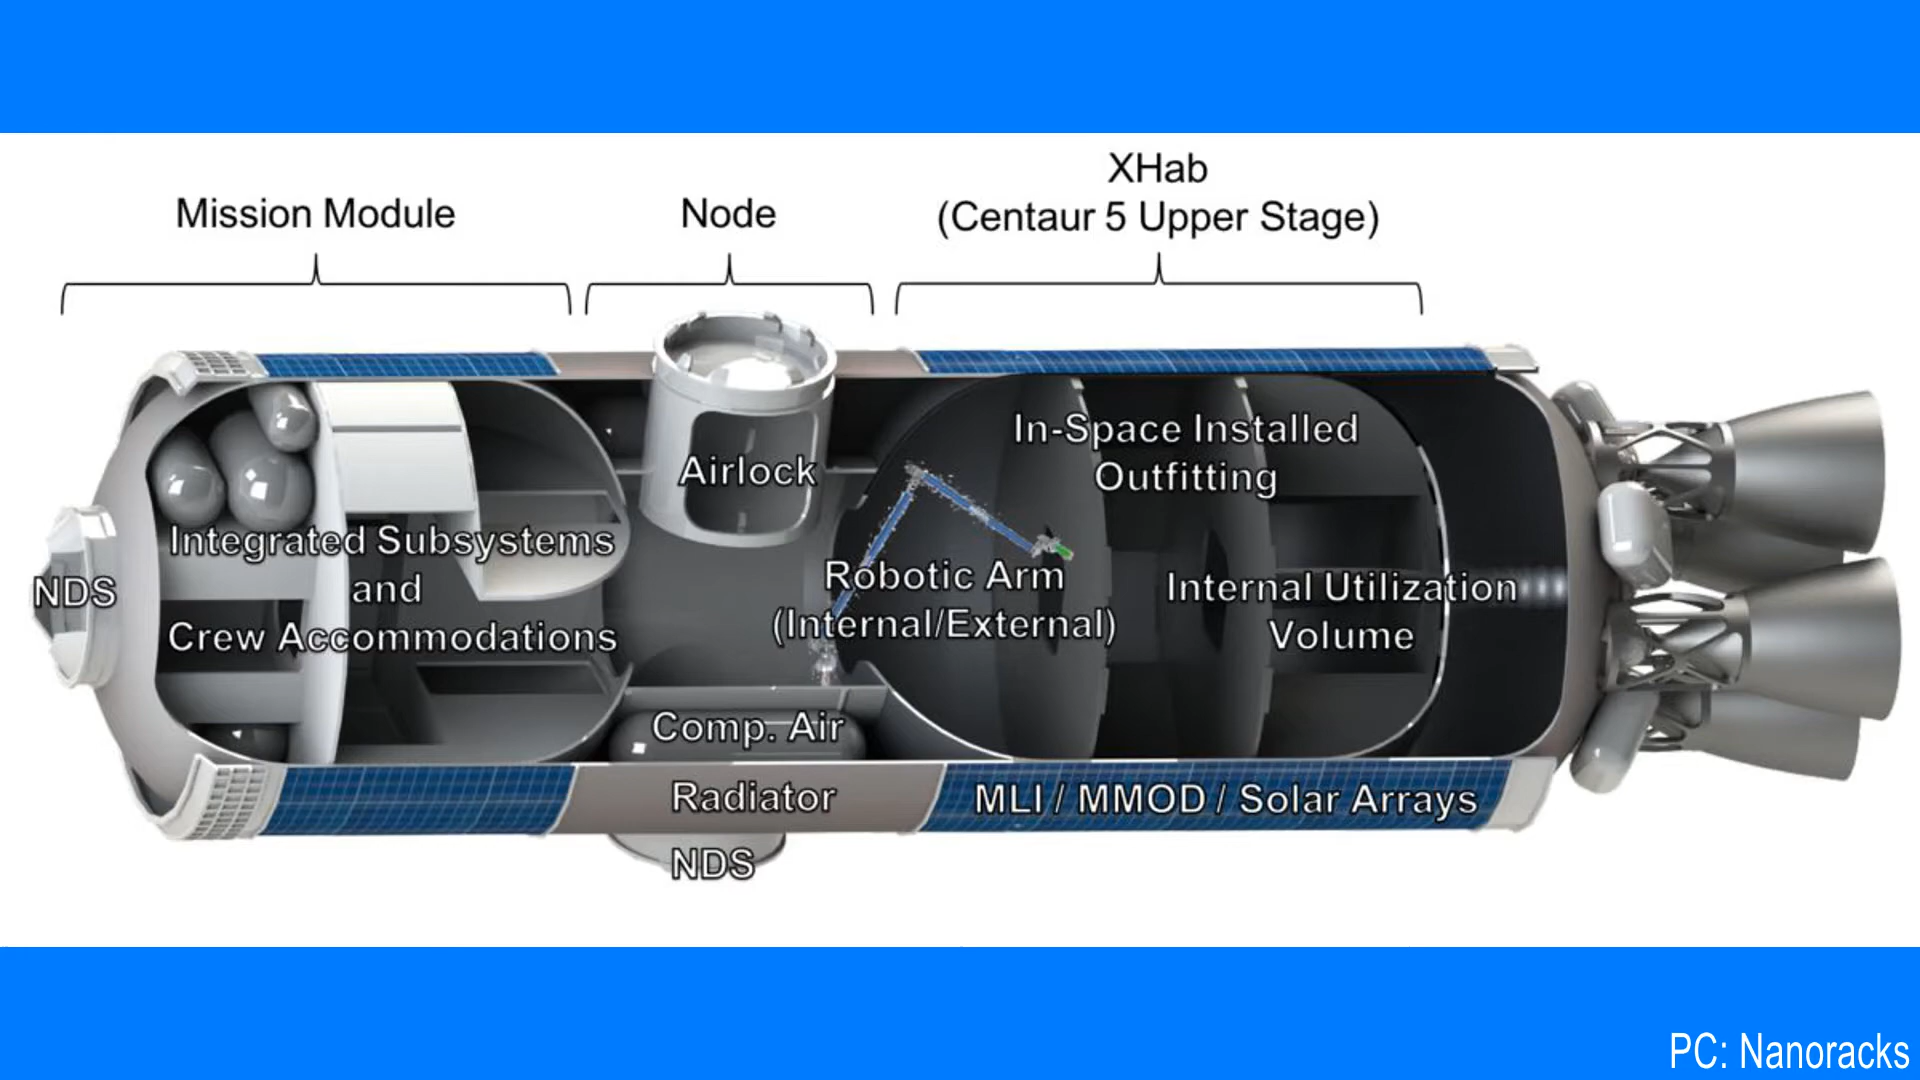 XHab
Mission Module
Node
(Centaur 5 Upper Stage)
In-Space Installed
Outfitting
Airlock
Integrated Subsystems
and
Crew Accommodations
NDS
Robotic Arm
(Internal/External)
Internal Utilization
Volume
Comp. Air
Radiator
MLI / MMOD / Solar Arrays
NDS
PC: Nanoracks